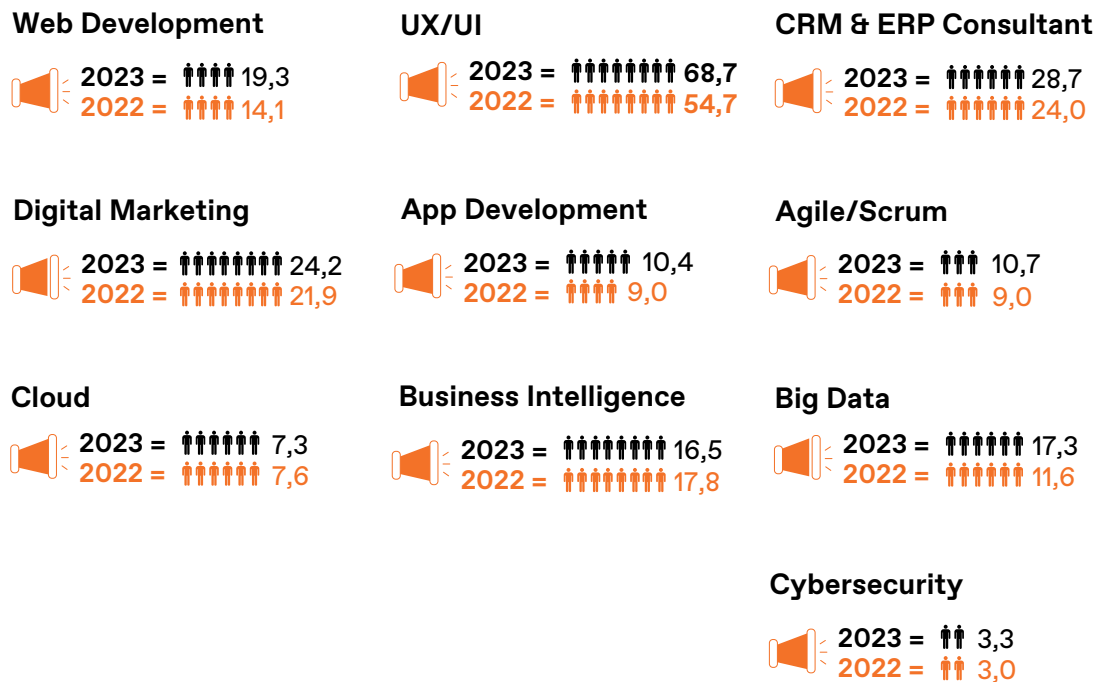 Web Development
2023 = 19,3
2022 = 14,1
UX/UI
2023 = 68,7
2022 = 54,7
CRM & ERP Consultant
2023 = 28,7
2022 = 24,0
Digital Marketing
2023 = 24,2
2022 = 21,9
App Development
2023 = 10,4
2022 = 9,0
Agile/Scrum
2023 = 10,7
2022 = 9,0
Cloud
2023 = 7,3
2022 = 7,6
Business Intelligence
2023 = 16,5
2022 = 17,8
Big Data
2023 = 17,3
2022 = 11,6
Cybersecurity
2023 = 3,3
2022 = 3,0